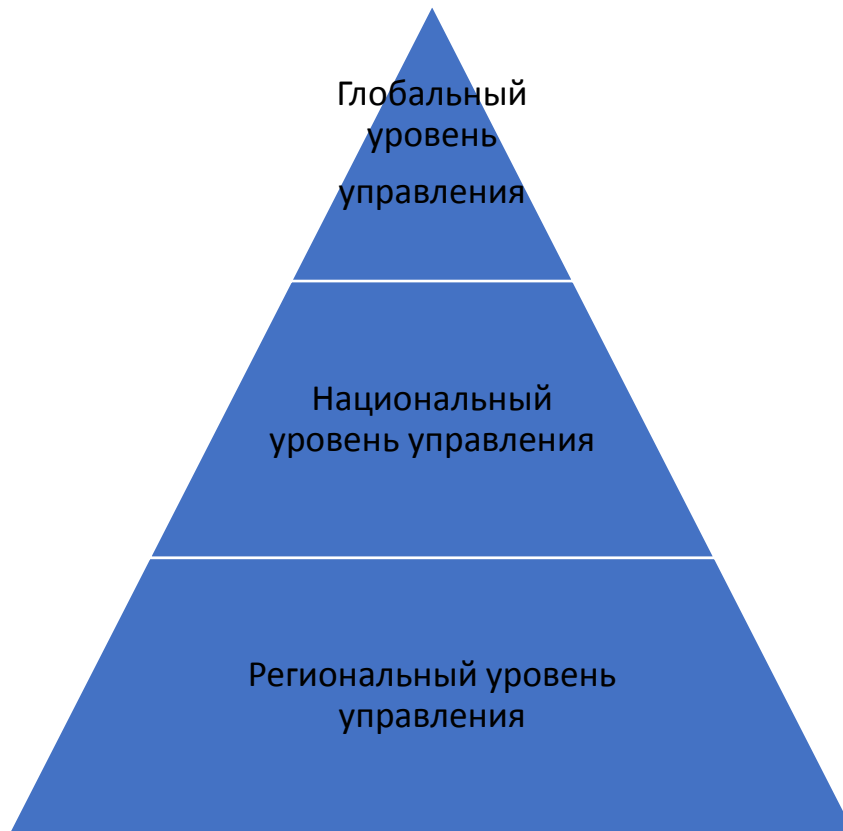 Глобальный
уровень
управления
Национальный
уровень управления
Региональный уровень
управления